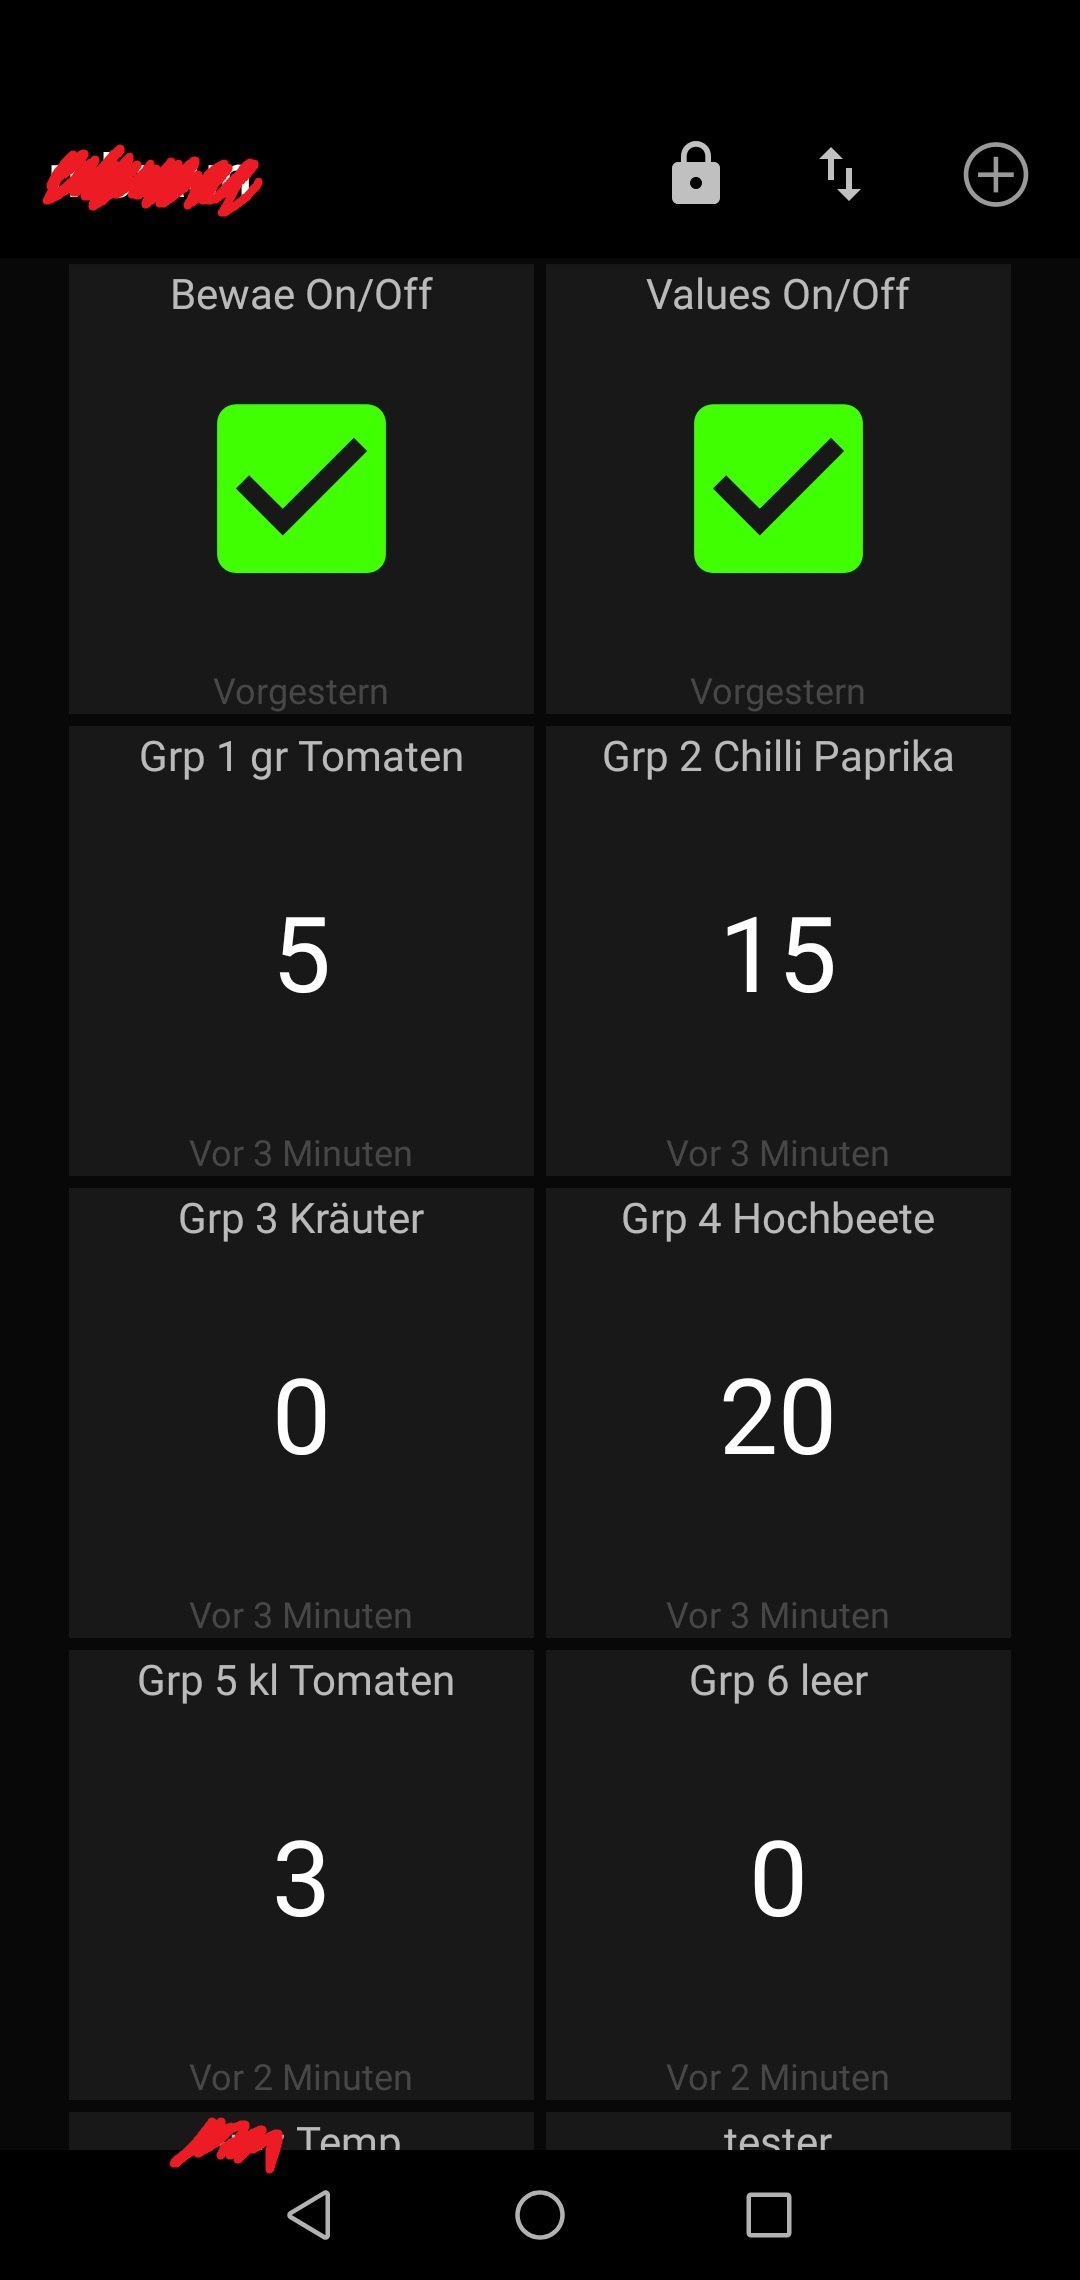 Bewae On/Off
Values On/Off
Vorgestern
Vorgestern
Grp 1 gr Tomaten
Grp 2 Chilli Paprika
5
15
Vor 3 Minuten
Vor 3 Minuten
Grp 3 Kräuter
Grp 4 Hochbeete
0
20
Vor 3 Minuten
Vor 3 Minuten
Grp 5 kl Tomaten
Grp 6 leer
3
0
Vor 2 Minuten
Vor 2 Minuten
Temp
tester